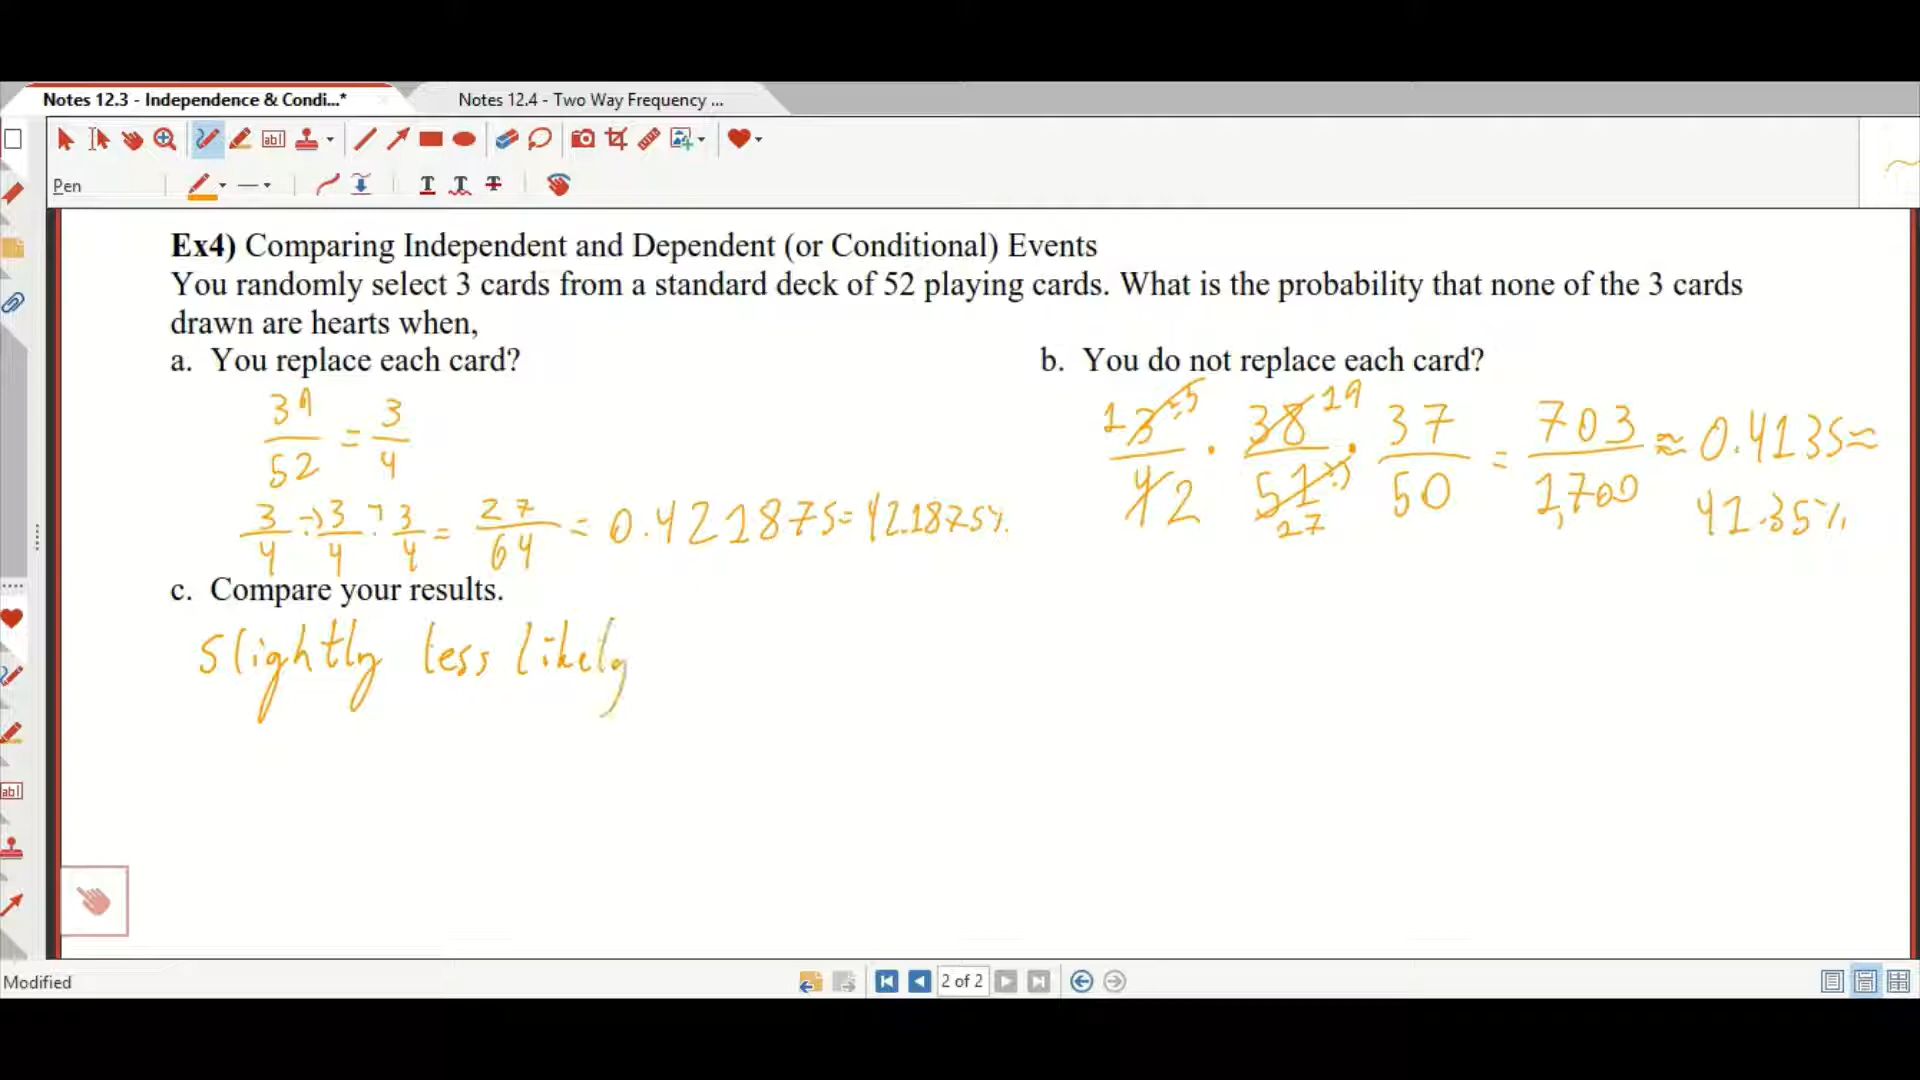 Notes 12.3 - Independence & Condi...*
Notes 12.4 - Two Way Frequency ...
Pen
Ex4) Comparing Independent and Dependent (or Conditional) Events
You randomly select 3 cards from a standard deck of 52 playing cards. What is the probability that none of the 3 cards
drawn are hearts when,
a. You replace each card?
b. You do not replace each card?
39/52 = 3/4
3/4 · 3/4 · 3/4 = 27/64 = 0.421875 = 42.1875%
38 19 / 51 · 37/50 = 703/1,700 ≈ 0.4135 ≈
41.35%
c. Compare your results.
Slightly less likely
Modified
2 of 2